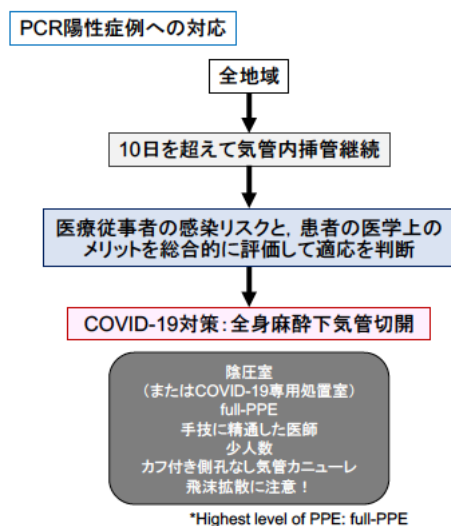 PCR陽性症例への対応
全地域
10日を超えて気管内挿管継続
医療従事者の感染リスクと，患者の医学上の
メリットを総合的に評価して適応を判断
COVID-19対策：全身麻酔下気管切開
陰圧室
（またはCOVID-19専用処置室）
full-PPE
手技に精通した医師
少人数
カフ付き側孔なし気管カニューレ
飛沫拡散に注意！
*Highest level of PPE: full-PPE